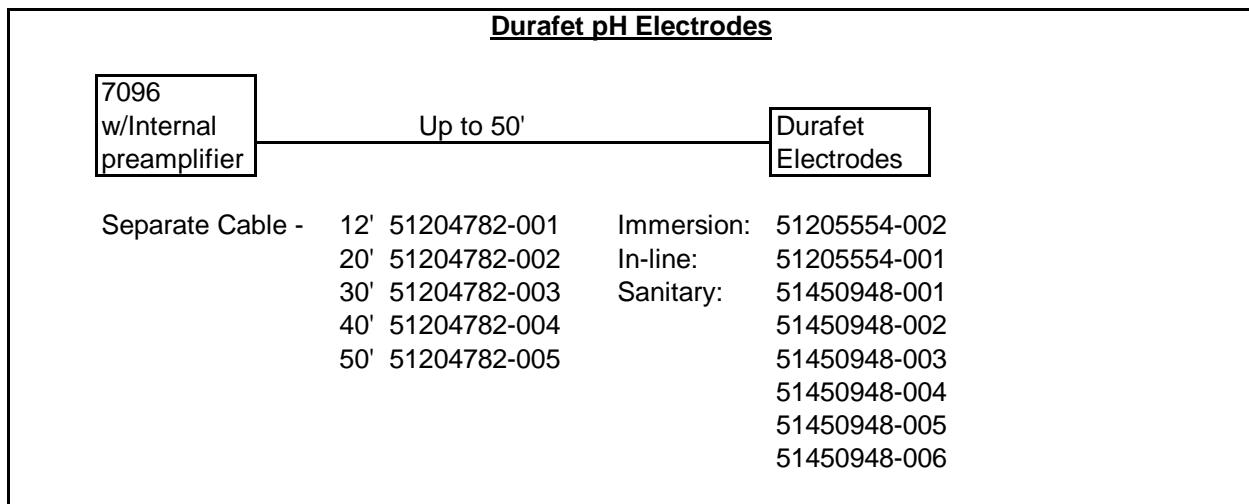 Durafet pH Electrodes
7096
w/Internal
preamplifier
Up to 50'
Durafet
Electrodes
Separate Cable - 12' 51204782-001 Immersion: 51205554-002
20' 51204782-002 In-line: 51205554-001
30' 51204782-003 Sanitary: 51450948-001
40' 51204782-004 51450948-002
50' 51204782-005 51450948-003
51450948-004
51450948-005
51450948-006